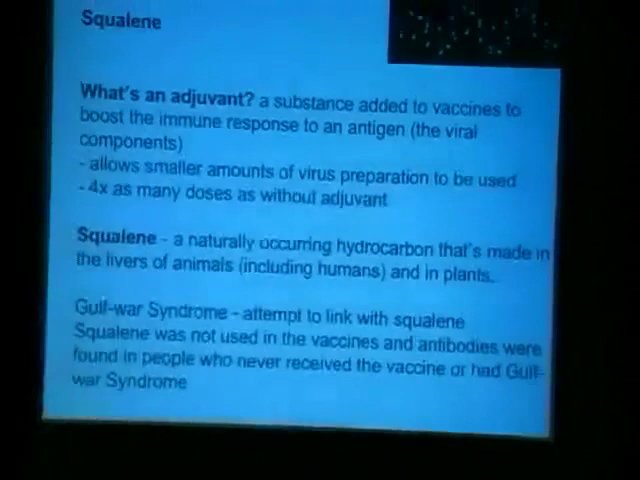 Squalene
What's an adjuvant? a substance added to vaccines to
boost the immune response to an antigen (the viral
components)
- allows smaller amounts of virus preparation to be used
- 4x as many doses as without adjuvant
Squalene - a naturally occurring hydrocarbon that's made in
the livers of animals (including humans) and in plants.
Gulf-war Syndrome - attempt to link with squalene
Squalene was not used in the vaccines and antibodies were
found in people who never received the vaccine or had Gulf-
war Syndrome